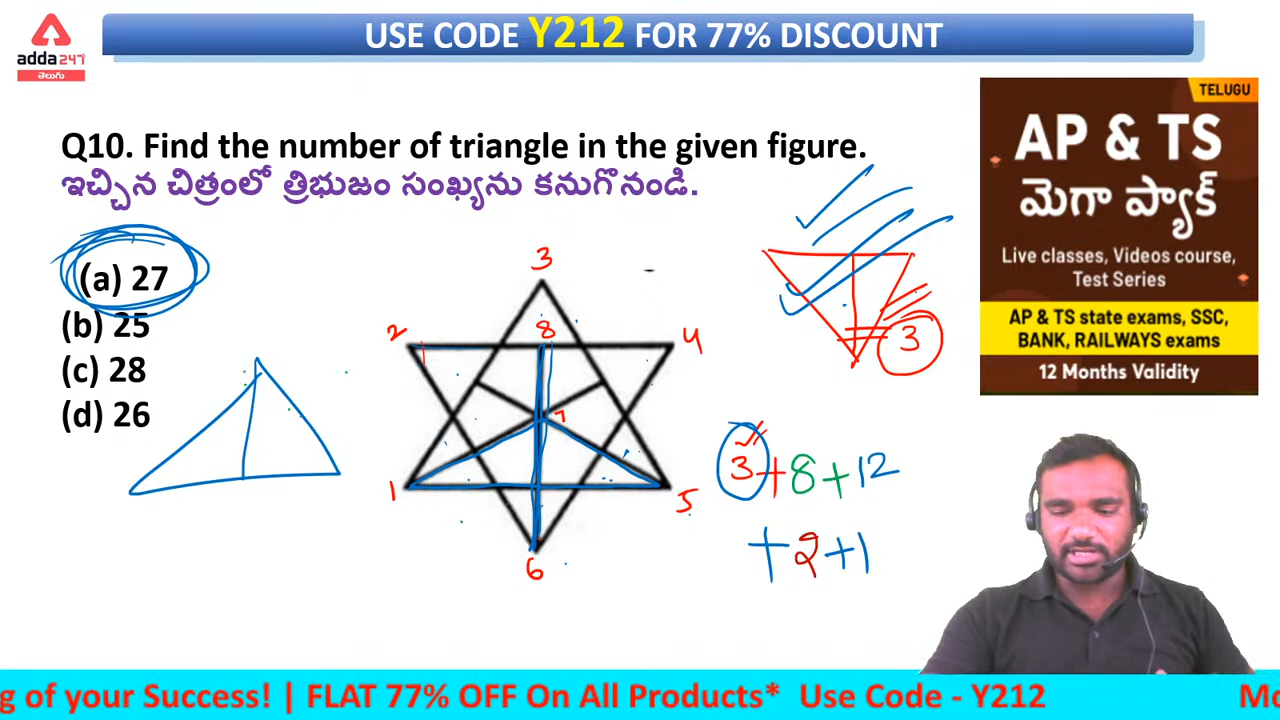 USE CODE Y212 FOR 77% DISCOUNT
adda247
తెలుగు
Q10. Find the number of triangle in the given figure.
ఇచ్చిన చిత్రంలో త్రిభుజం సంఖ్యను కనుగొనండి.
(a) 27
(b) 25
(c) 28
(d) 26
3
2
8
4
7
1
5
6
3
3+8+12
+2+1
TELUGU
AP & TS
మెగా ప్యాక్
Live classes, Videos course,
Test Series
AP & TS state exams, SSC,
BANK, RAILWAYS exams
12 Months Validity
g of your Success! | FLAT 77% OFF On All Products* Use Code - Y212